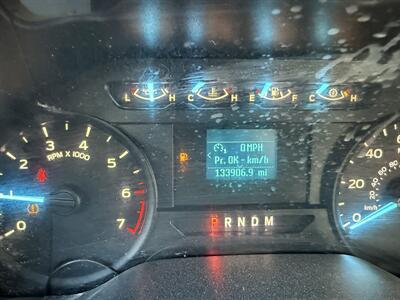 L H C H E F C H
0 MPH
Pr. OK - km/h
133906.9 mi
RPM X 1000
0 1 2 3 4 5 6 7
P R N D M
0 20 40 60
km/h